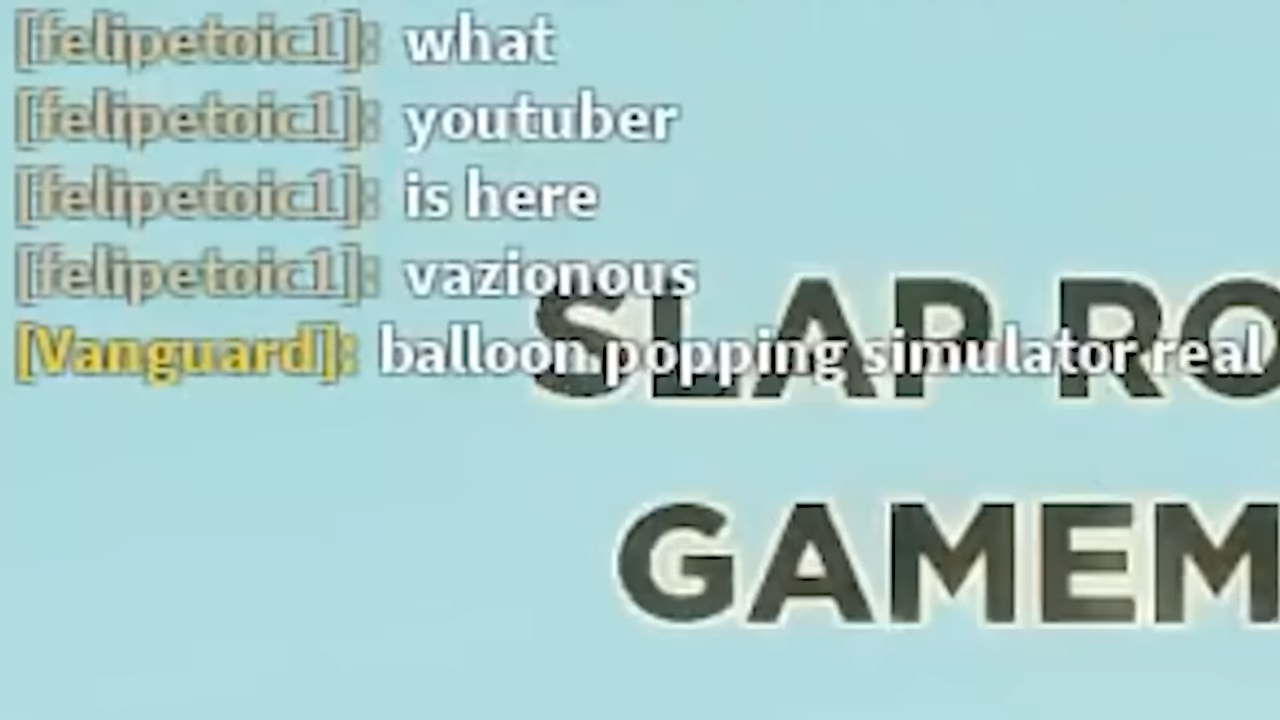 [felipetoic1]: what
[felipetoic1]: youtuber
[felipetoic1]: is here
[felipetoic1]: vazionous
[Vanguard]: balloon popping simulator real
SLAP RO
GAMEM